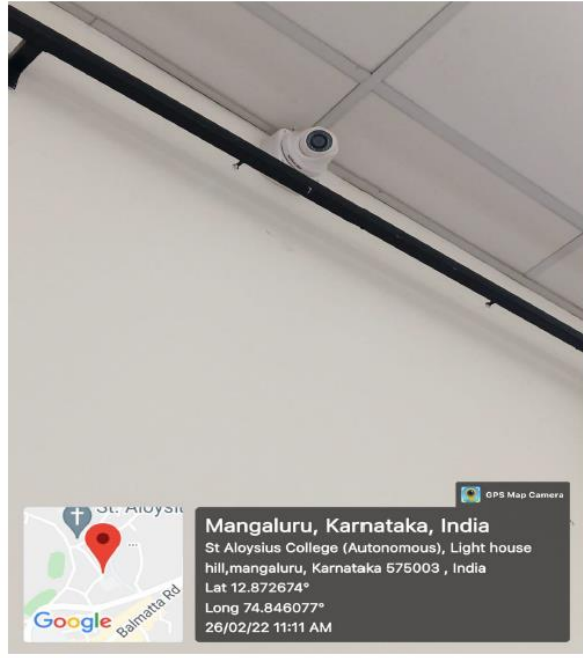 GPS Map Camera
St. Aloysi
Balmatta Rd
Google
Mangaluru, Karnataka, India
St Aloysius College (Autonomous), Light house
hill,mangaluru, Karnataka 575003 , India
Lat 12.872674°
Long 74.846077°
26/02/22 11:11 AM